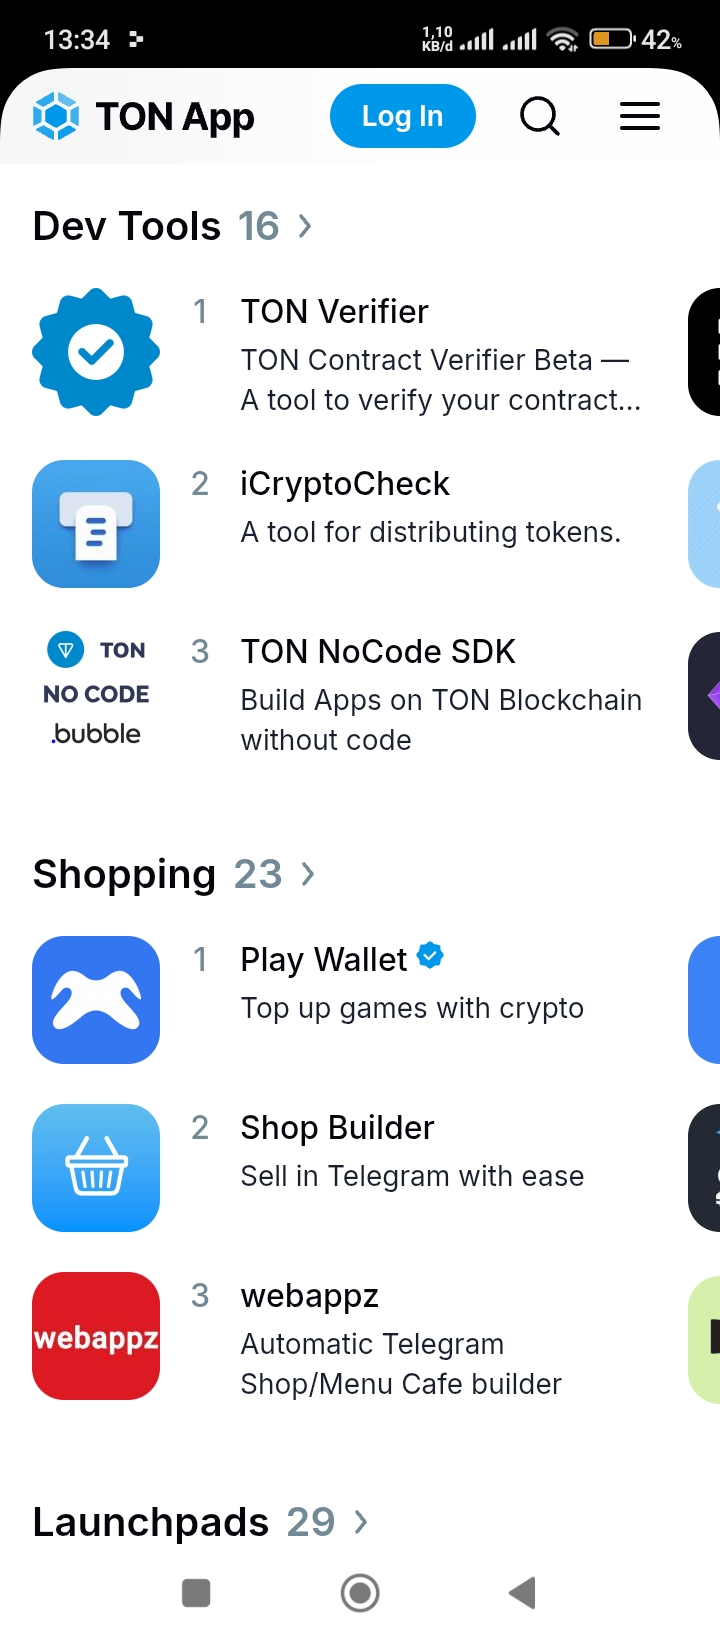 13:34
1,10
KB/d
42%
TON App
Log In
Dev Tools 16
1 TON Verifier
TON Contract Verifier Beta —
A tool to verify your contract...
2 iCryptoCheck
A tool for distributing tokens.
TON
NO CODE
.bubble
3 TON NoCode SDK
Build Apps on TON Blockchain
without code
Shopping 23
1 Play Wallet
Top up games with crypto
2 Shop Builder
Sell in Telegram with ease
webappz
3 webappz
Automatic Telegram
Shop/Menu Cafe builder
Launchpads 29